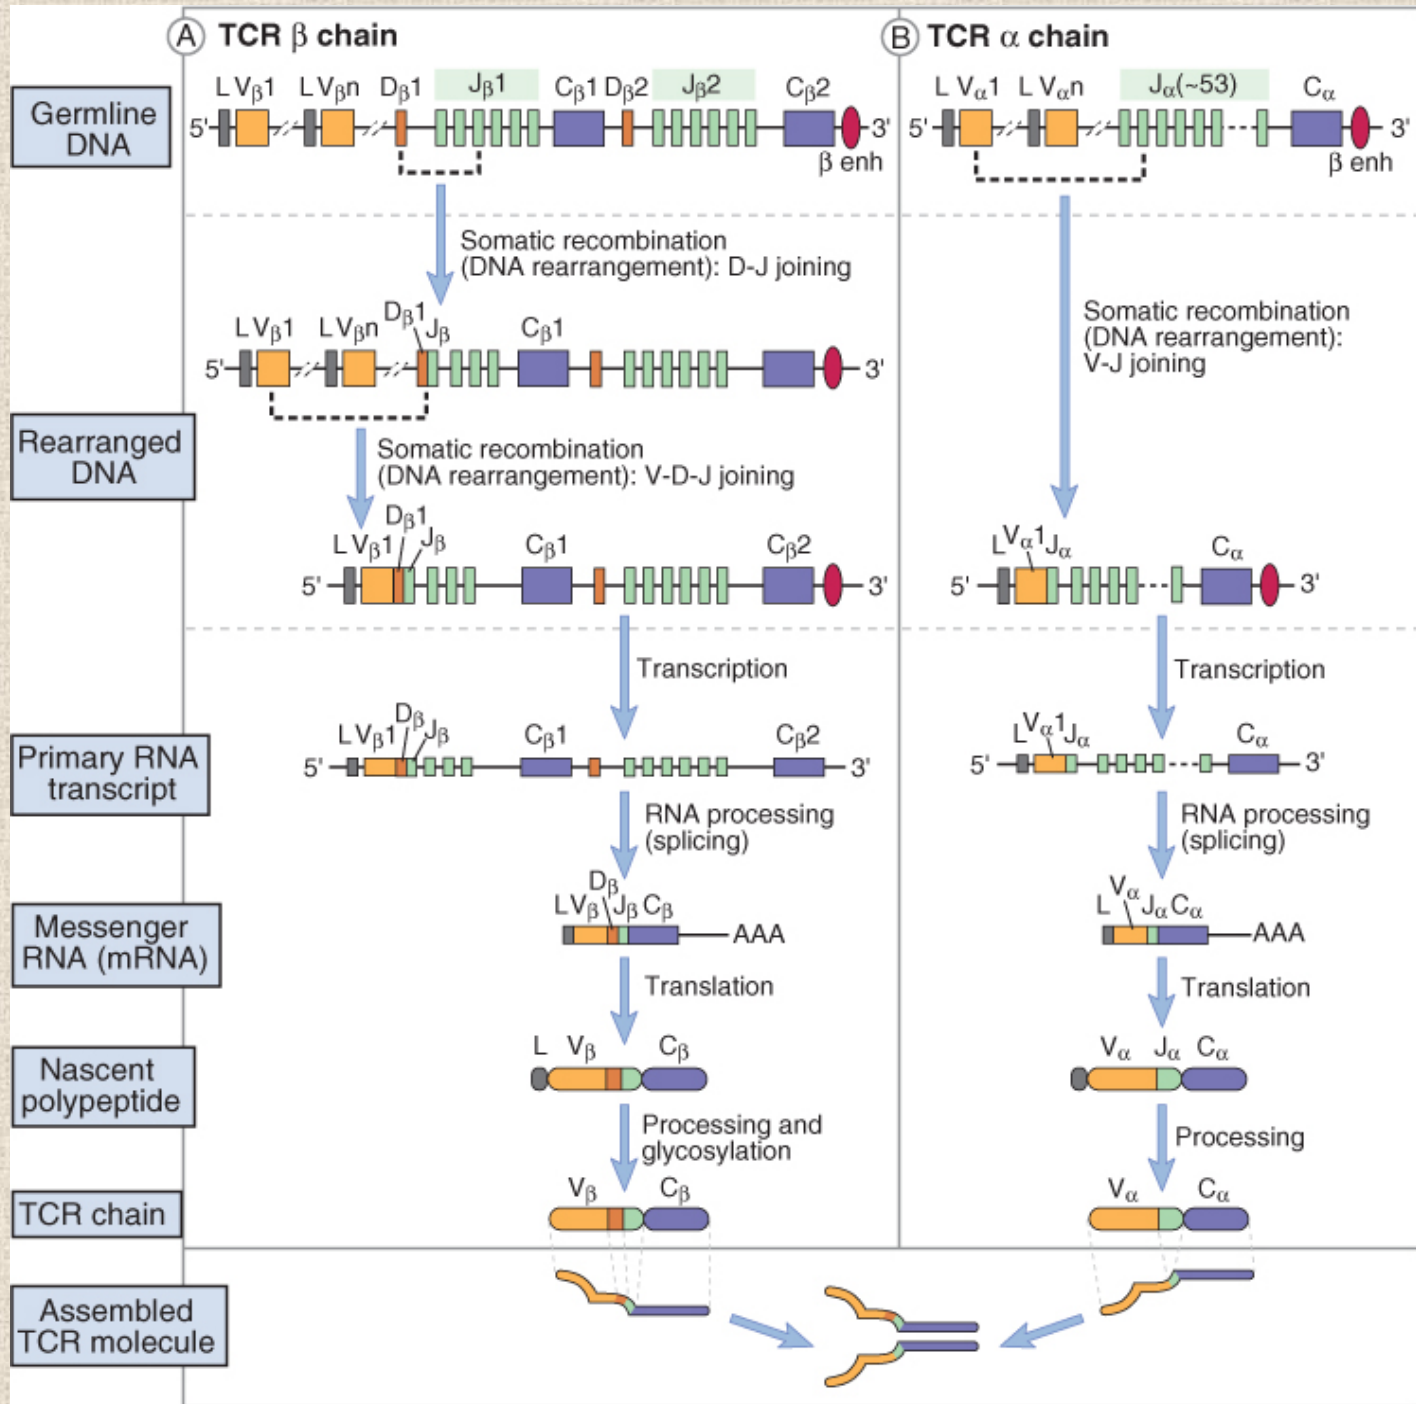 A TCR β chain
B TCR α chain
Germline
DNA
L Vβ1 L Vβn Dβ1 Jβ1 Cβ1 Dβ2 Jβ2 Cβ2
5' 3'
β enh
L Vα1 L Vαn Jα(~53) Cα
5' 3'
β enh
Somatic recombination
(DNA rearrangement): D-J joining
Somatic recombination
(DNA rearrangement):
V-J joining
Rearranged
DNA
L Vβ1 L Vβn Dβ1 Jβ Cβ1
5' 3'
Somatic recombination
(DNA rearrangement): V-D-J joining
L Vβ1 Dβ1 Jβ Cβ1 Cβ2
5' 3'
L Vα1 Jα Cα
5' 3'
Transcription
Transcription
Primary RNA
transcript
L Vβ1 Dβ Jβ Cβ1 Cβ2
5' 3'
L Vα1 Jα Cα
5' 3'
RNA processing
(splicing)
RNA processing
(splicing)
Messenger
RNA (mRNA)
L Vβ Dβ Jβ Cβ
AAA
L Vα Jα Cα
AAA
Translation
Translation
Nascent
polypeptide
L Vβ Cβ
Vα Jα Cα
Processing and
glycosylation
Processing
TCR chain
Vβ Cβ
Vα Cα
Assembled
TCR molecule